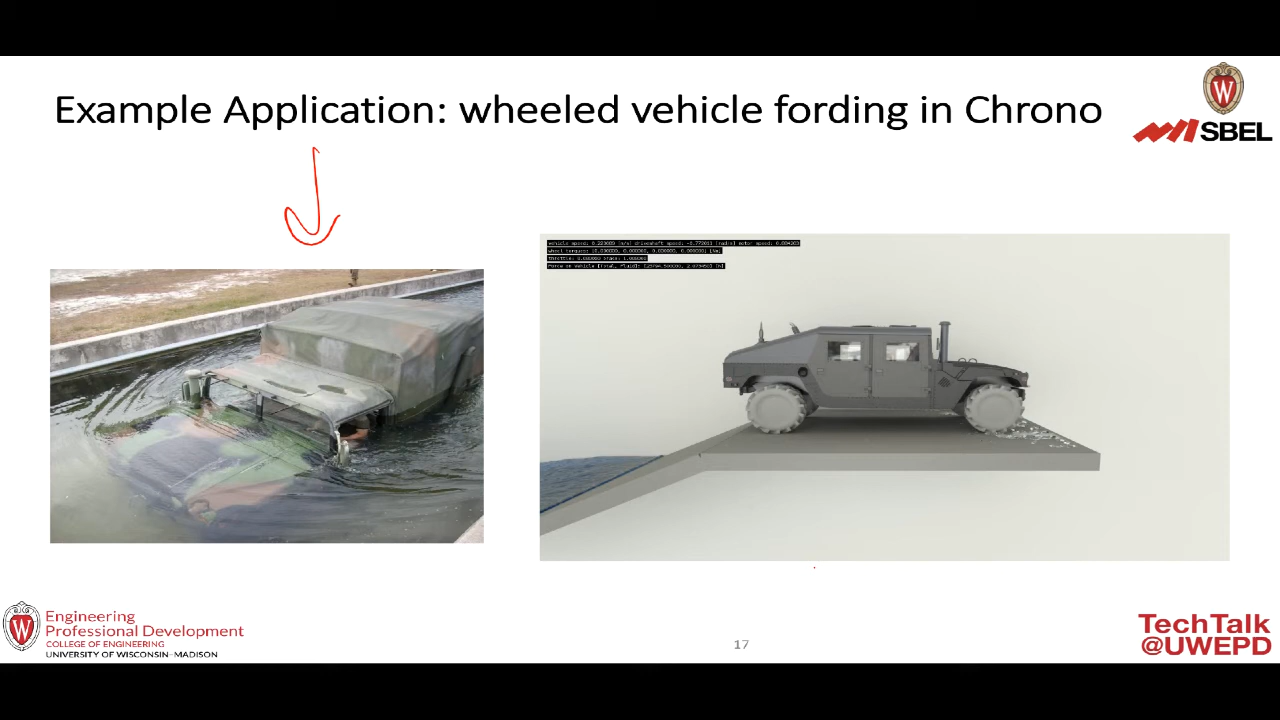 Example Application: wheeled vehicle fording in Chrono
W
SBEL
Engineering
Professional Development
COLLEGE OF ENGINEERING
UNIVERSITY OF WISCONSIN–MADISON
W
17
TechTalk
@UWEPD